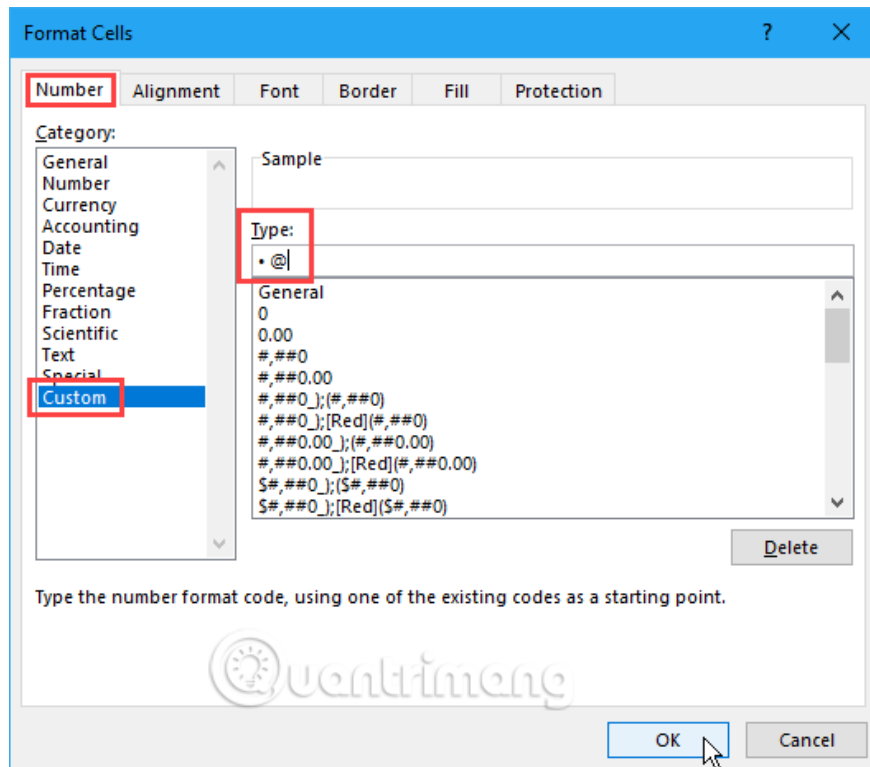 Format Cells ? ✕
Number Alignment Font Border Fill Protection
Category:
General
Number
Currency
Accounting
Date
Time
Percentage
Fraction
Scientific
Text
Special
Custom
Sample
Type:
• @
General
0
0.00
#,##0
#,##0.00
#,##0_);(#,##0)
#,##0_);[Red](#,##0)
#,##0.00_);(#,##0.00)
#,##0.00_);[Red](#,##0.00)
$#,##0_);($#,##0)
$#,##0_);[Red]($#,##0)
Delete
Type the number format code, using one of the existing codes as a starting point.
Quantrimang
OK Cancel